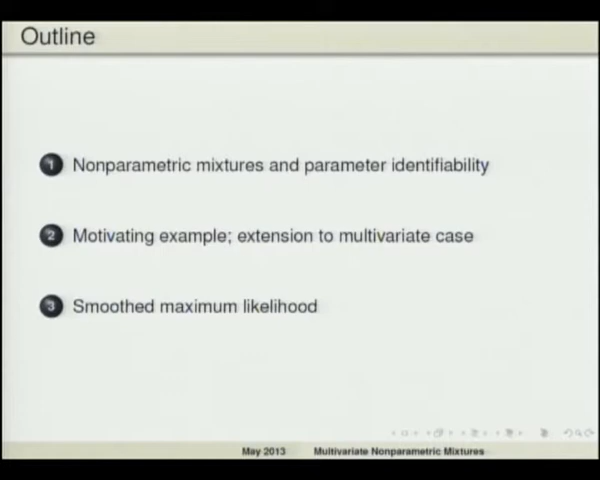 Outline
1 Nonparametric mixtures and parameter identifiability
2 Motivating example; extension to multivariate case
3 Smoothed maximum likelihood
May 2013 Multivariate Nonparametric Mixtures